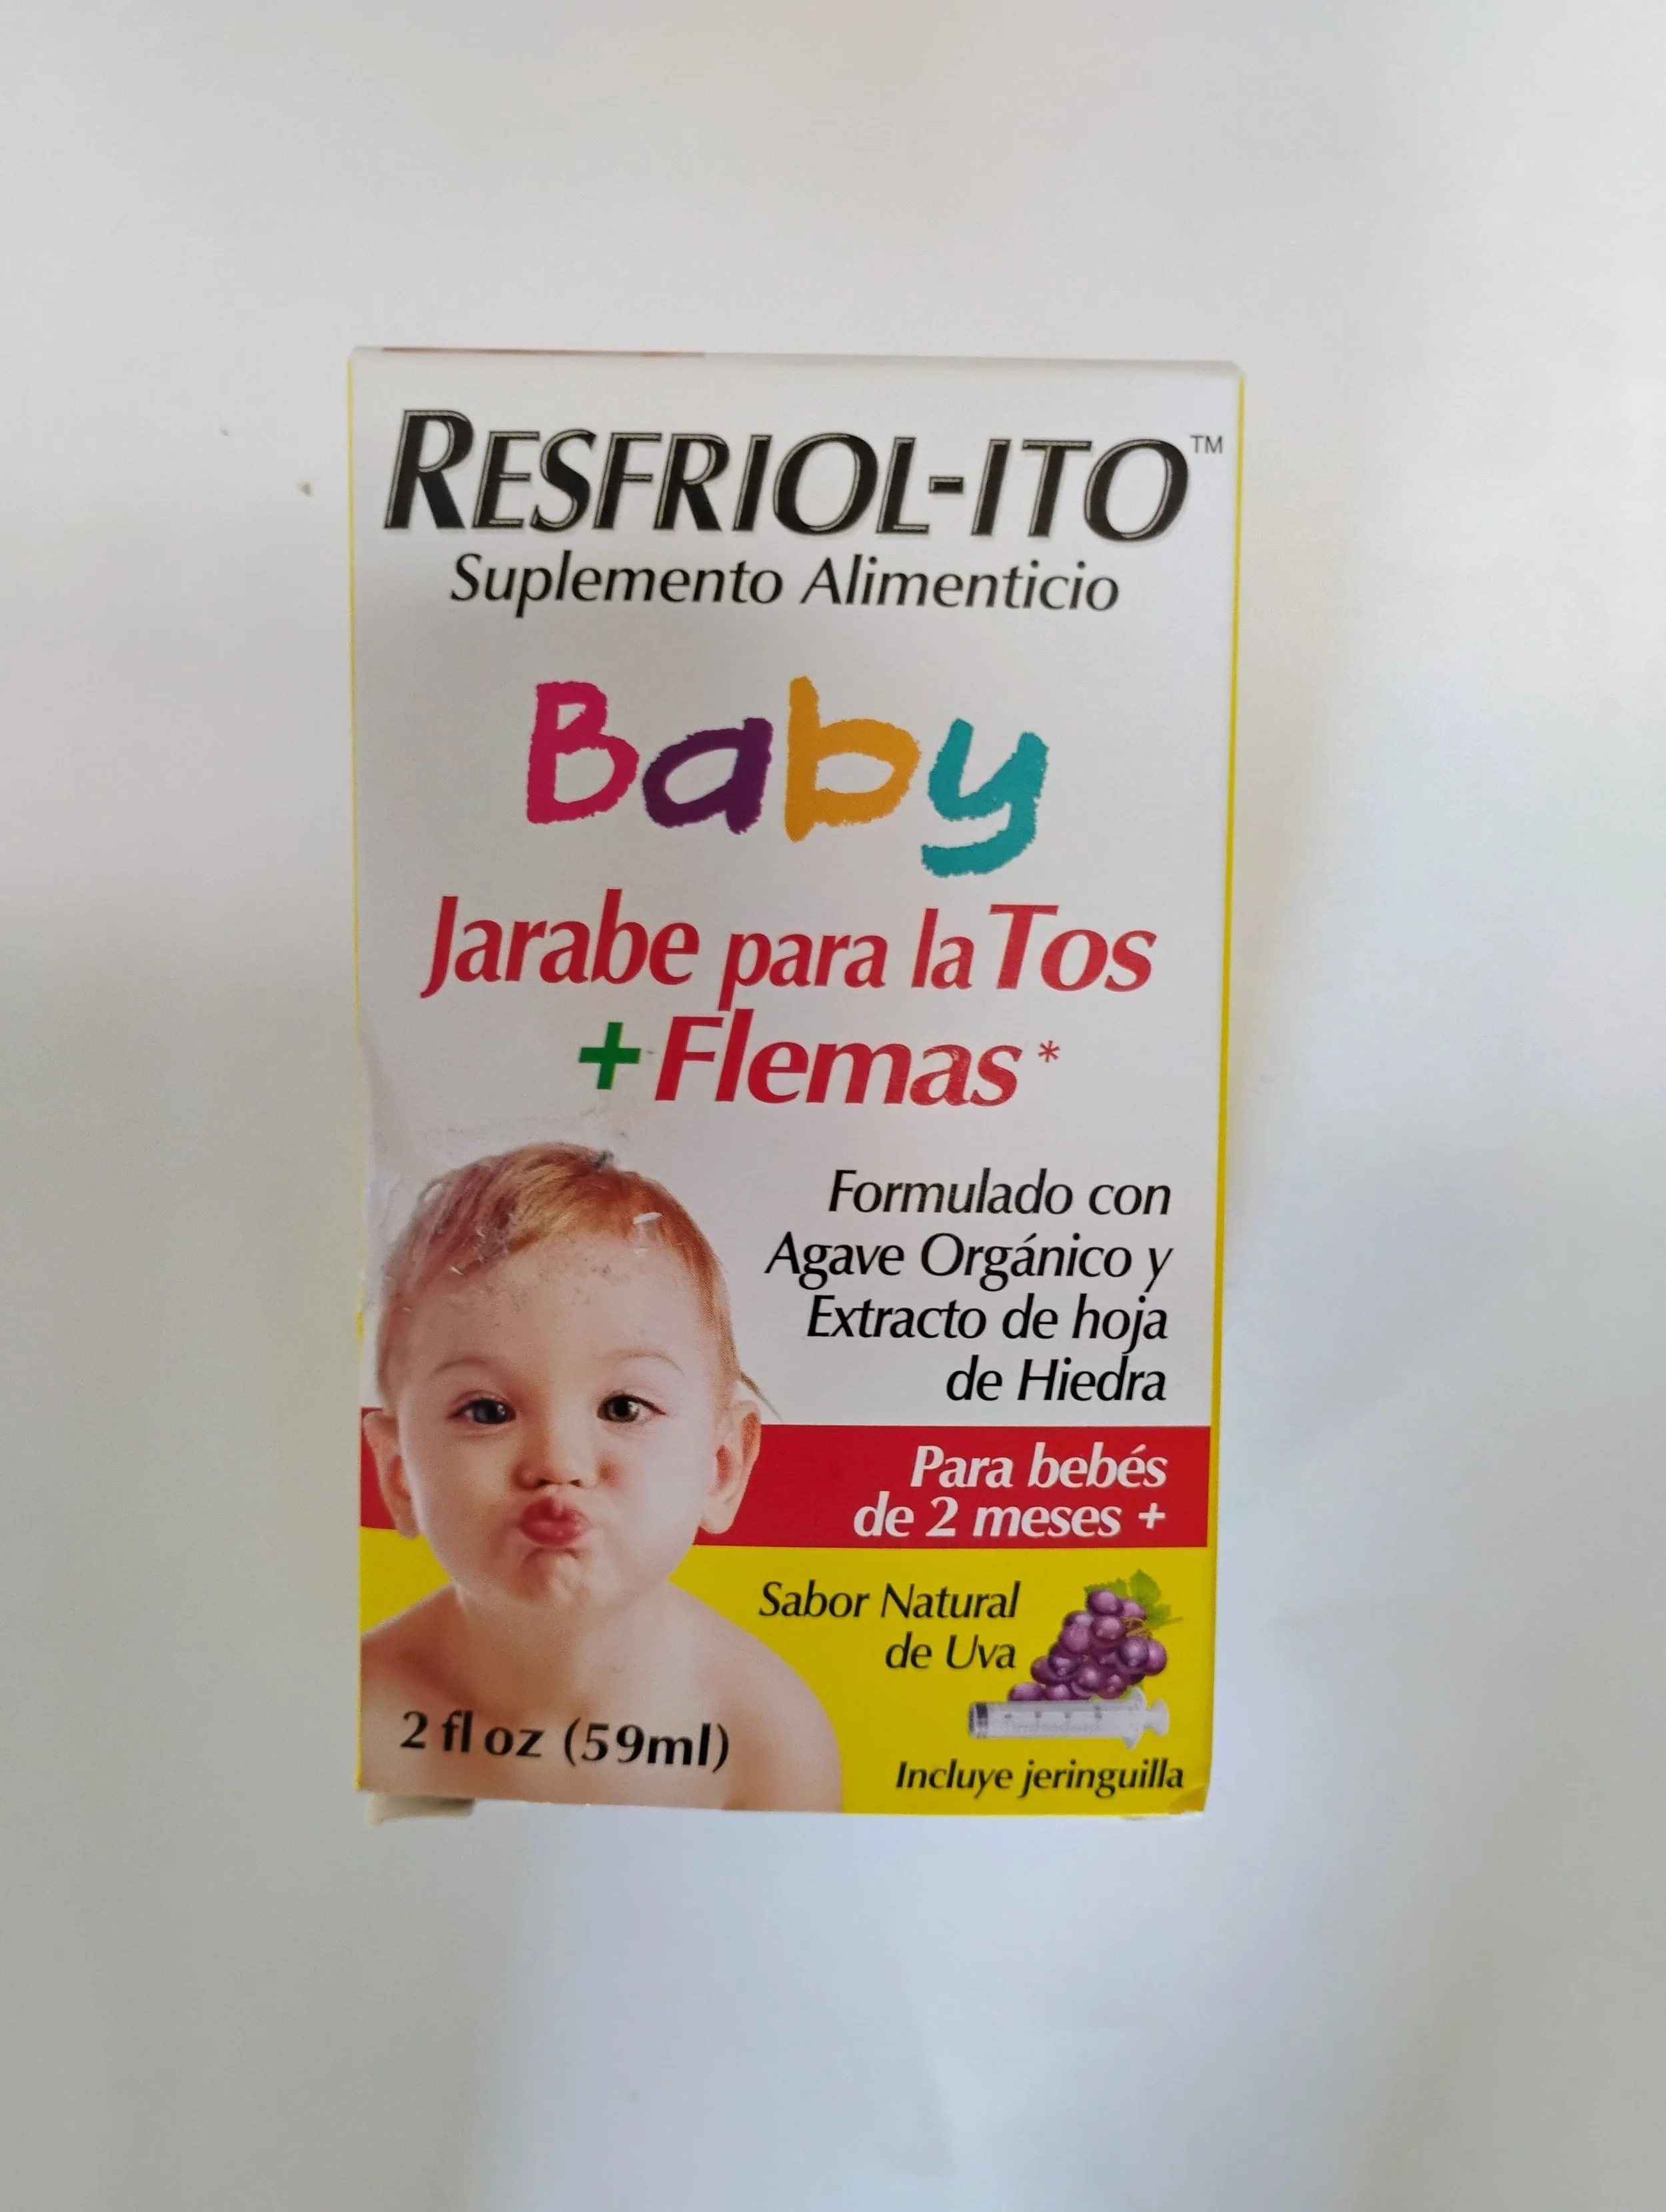 RESFRIOL-ITO™
Suplemento Alimenticio
Baby
Jarabe para la Tos
+ Flemas*
Formulado con
Agave Orgánico y
Extracto de hoja
de Hiedra
Para bebés
de 2 meses +
Sabor Natural
de Uva
2 fl oz (59ml)
Incluye jeringuilla